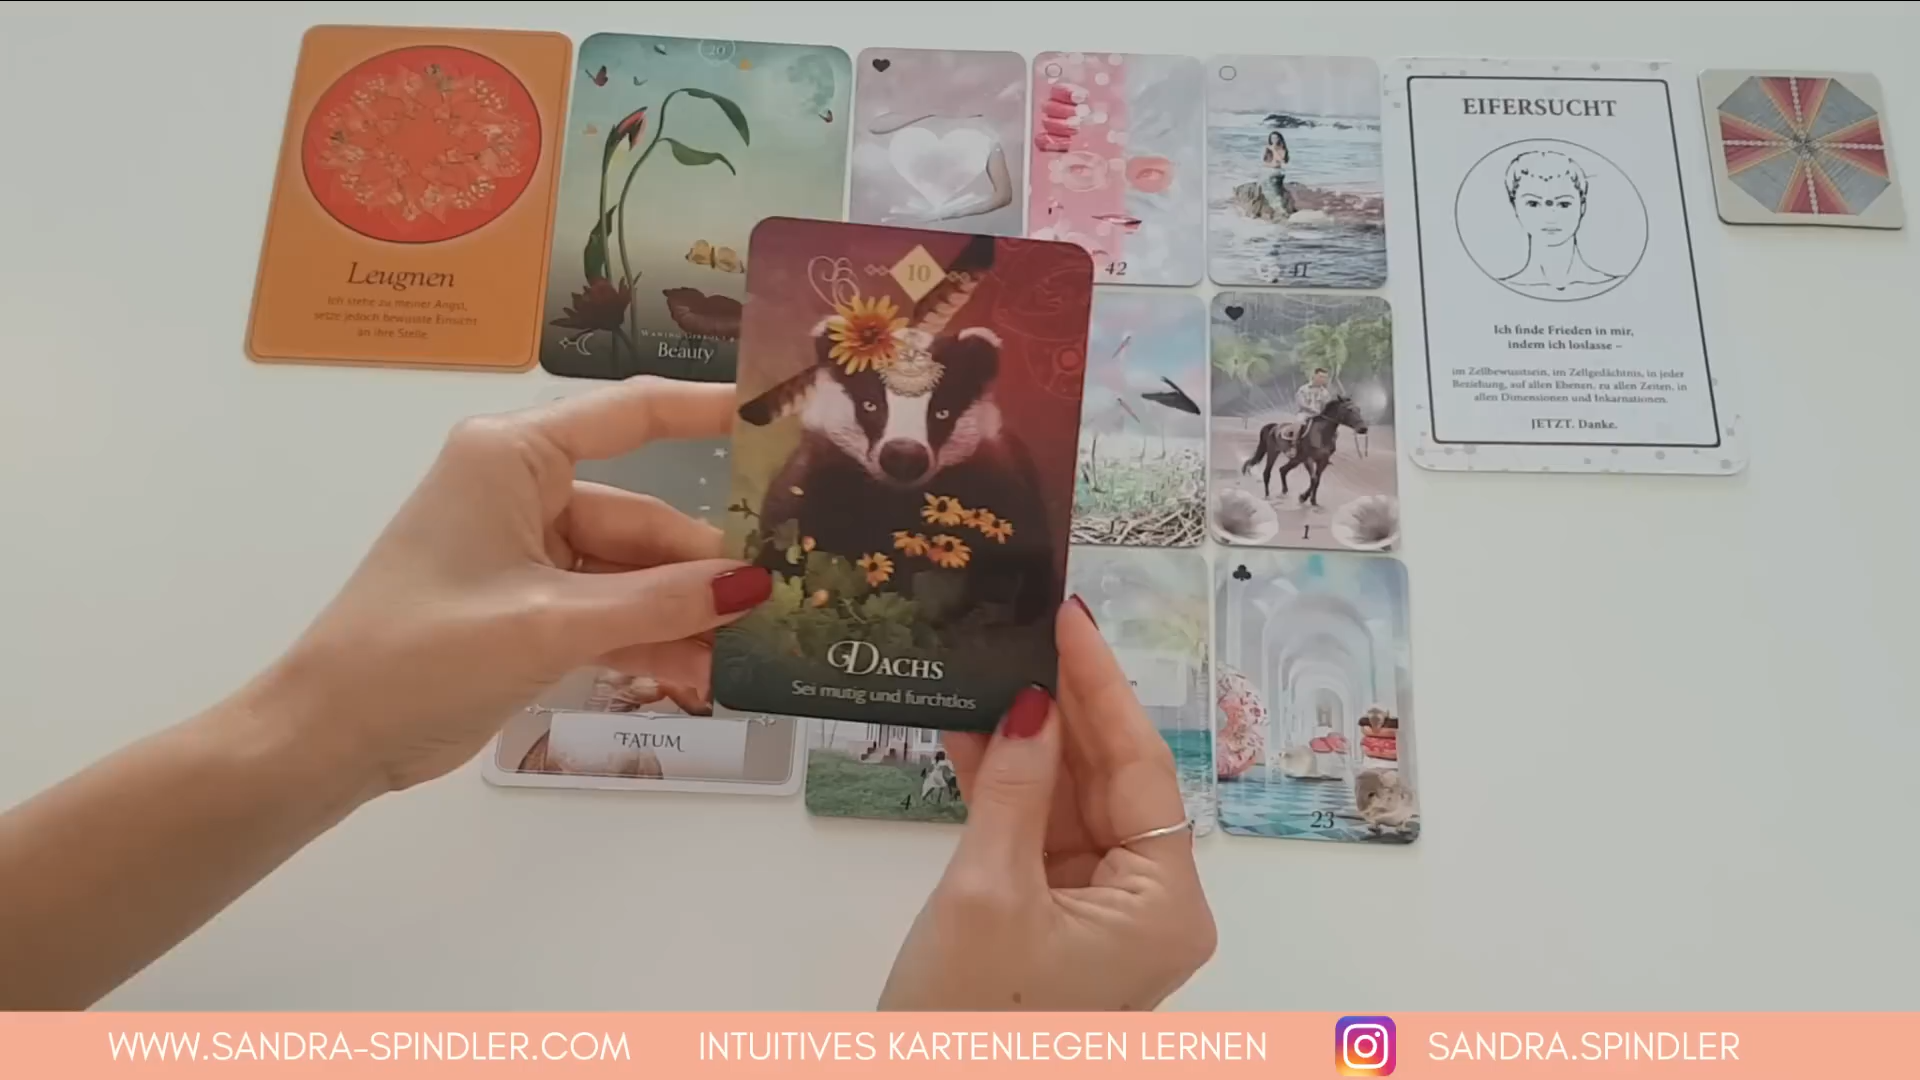 Leugnen
Ich stehe zu meiner Angst,
setze jedoch bewusste Einsicht
an ihre Stelle.
20
Beauty
42
41
EIFERSUCHT
Ich finde Frieden in mir,
indem ich loslasse –
im Zellbewusstsein, im Zellgedächtnis, in jeder
Beziehung, auf allen Ebenen, zu allen Zeiten, in
allen Dimensionen und Inkarnationen.
JETZT. Danke.
10
DACHS
Sei mutig und furchtlos
17
1
FATUM
4
23
WWW.SANDRA-SPINDLER.COM
INTUITIVES KARTENLEGEN LERNEN
SANDRA.SPINDLER